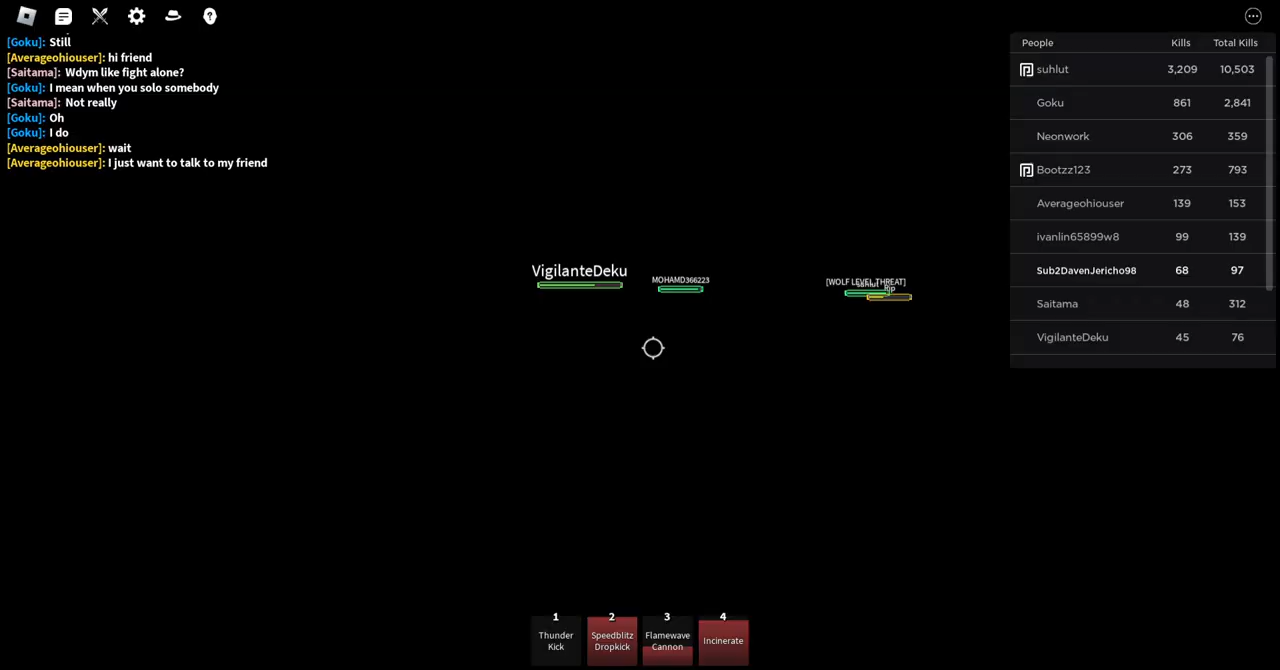 [Goku]: Still
[Averageohiouser]: hi friend
[Saitama]: Wdym like fight alone?
[Goku]: I mean when you solo somebody
[Saitama]: Not really
[Goku]: Oh
[Goku]: I do
[Averageohiouser]: wait
[Averageohiouser]: I just want to talk to my friend
People Kills Total Kills
suhlut 3,209 10,503
Goku 861 2,841
Neonwork 306 359
Bootzz123 273 793
Averageohiouser 139 153
ivanlin65899w8 99 139
Sub2DavenJericho98 68 97
Saitama 48 312
VigilanteDeku 45 76
VigilanteDeku
MOHAMD366223
[WOLF LEVEL THREAT]
suhlut
1 2 3 4
Thunder Speedblitz Flamewave Incinerate
Kick Dropkick Cannon